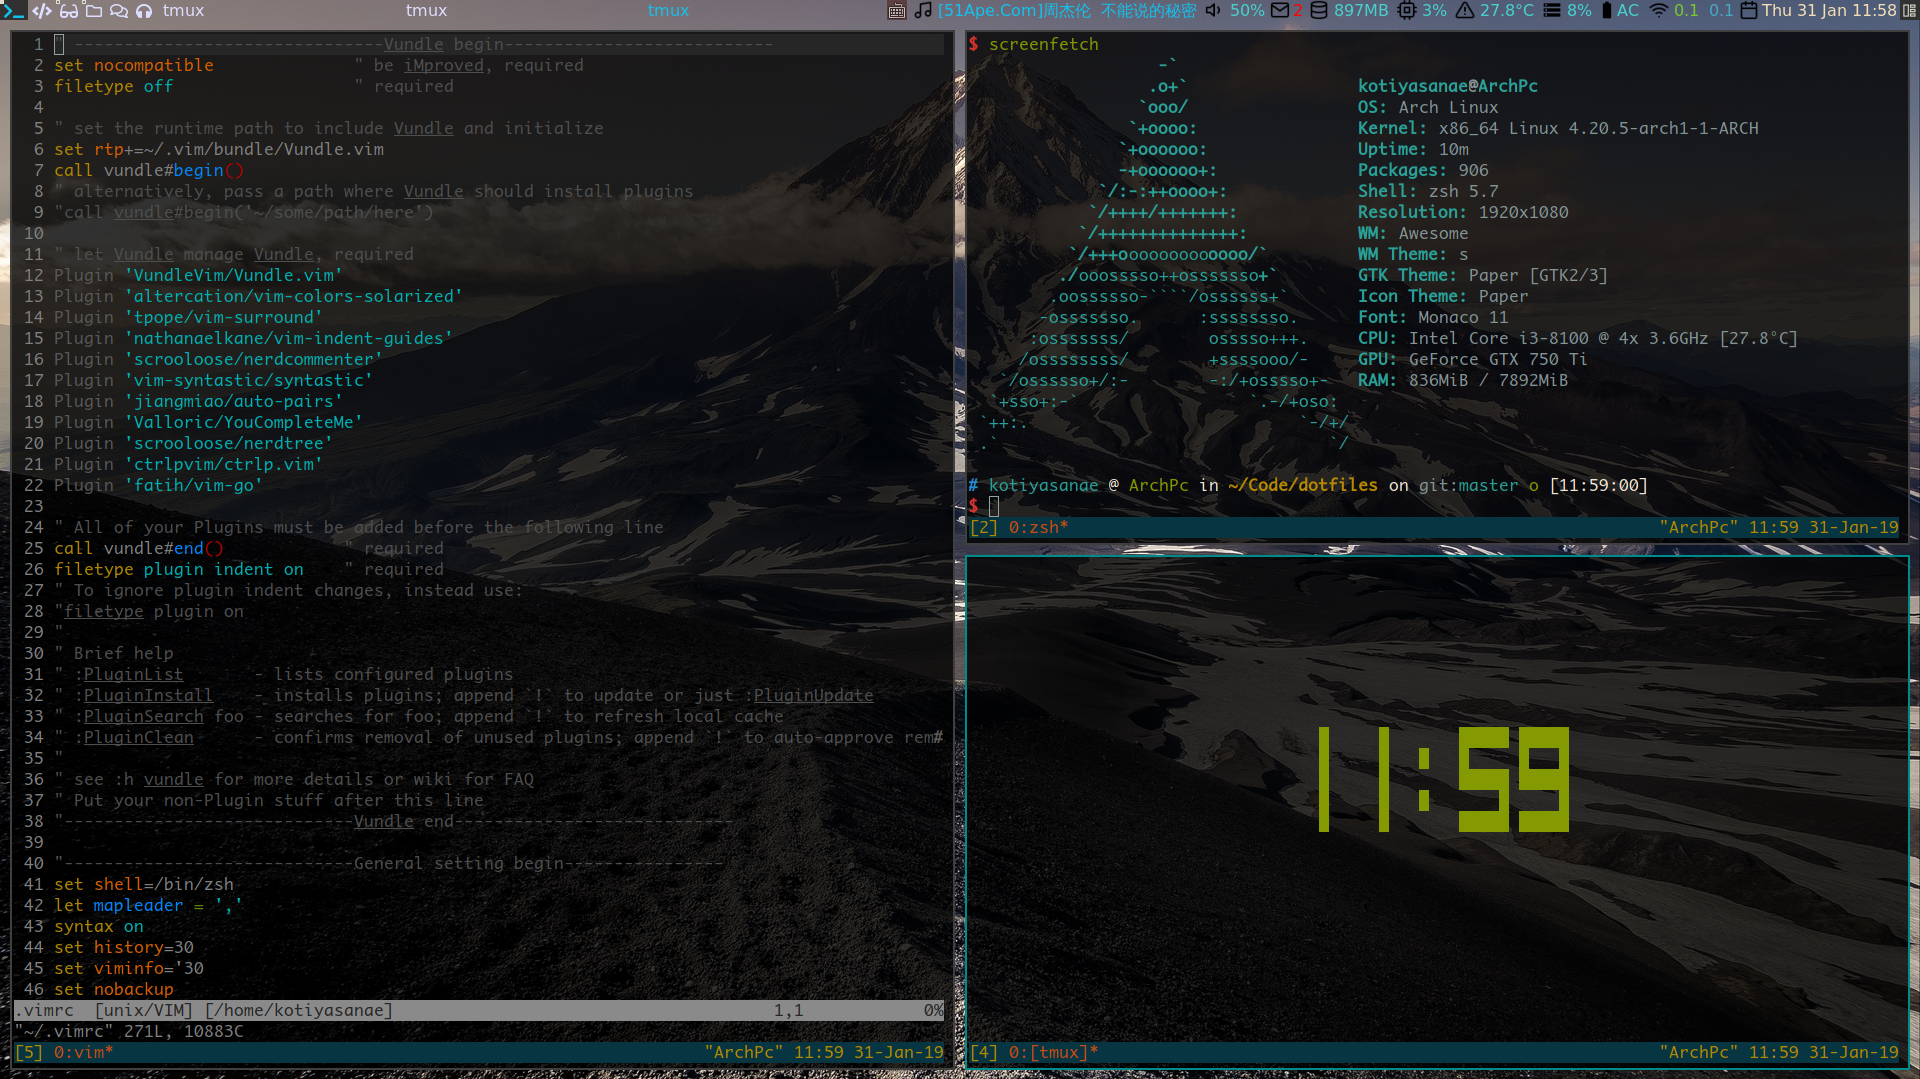 tmux tmux tmux [51Ape.Com]周杰伦 不能说的秘密 50% 2 897MB 3% 27.8°C 8% AC 0.1 0.1 Thu 31 Jan 11:58
1 " -------------------------------Vundle begin---------------------------
2 set nocompatible " be iMproved, required
3 filetype off " required
4
5 " set the runtime path to include Vundle and initialize
6 set rtp+=~/.vim/bundle/Vundle.vim
7 call vundle#begin()
8 " alternatively, pass a path where Vundle should install plugins
9 "call vundle#begin('~/some/path/here')
10
11 " let Vundle manage Vundle, required
12 Plugin 'VundleVim/Vundle.vim'
13 Plugin 'altercation/vim-colors-solarized'
14 Plugin 'tpope/vim-surround'
15 Plugin 'nathanaelkane/vim-indent-guides'
16 Plugin 'scrooloose/nerdcommenter'
17 Plugin 'vim-syntastic/syntastic'
18 Plugin 'jiangmiao/auto-pairs'
19 Plugin 'Valloric/YouCompleteMe'
20 Plugin 'scrooloose/nerdtree'
21 Plugin 'ctrlpvim/ctrlp.vim'
22 Plugin 'fatih/vim-go'
23
24 " All of your Plugins must be added before the following line
25 call vundle#end() " required
26 filetype plugin indent on " required
27 " To ignore plugin indent changes, instead use:
28 "filetype plugin on
29 "
30 " Brief help
31 " :PluginList - lists configured plugins
32 " :PluginInstall - installs plugins; append `!` to update or just :PluginUpdate
33 " :PluginSearch foo - searches for foo; append `!` to refresh local cache
34 " :PluginClean - confirms removal of unused plugins; append `!` to auto-approve rem#
35 "
36 " see :h vundle for more details or wiki for FAQ
37 " Put your non-Plugin stuff after this line
38 "-----------------------------Vundle end----------------------------
39
40 "-----------------------------General setting begin----------------
41 set shell=/bin/zsh
42 let mapleader = ','
43 syntax on
44 set history=30
45 set viminfo='30
46 set nobackup
.vimrc [unix/VIM] [/home/kotiyasanae] 1,1 0%
"~/.vimrc" 271L, 10883C
[5] 0:vim* "ArchPc" 11:59 31-Jan-19
$ screenfetch
-`
.o+` kotiyasanae@ArchPc
`ooo/ OS: Arch Linux
`+oooo: Kernel: x86_64 Linux 4.20.5-arch1-1-ARCH
`+oooooo: Uptime: 10m
-+oooooo+: Packages: 906
`/:-:++oooo+: Shell: zsh 5.7
`/++++/+++++++: Resolution: 1920x1080
`/++++++++++++++: WM: Awesome
`/+++ooooooooooooo/` WM Theme: s
./ooosssso++osssssso+` GTK Theme: Paper [GTK2/3]
.oossssso-````/ossssss+` Icon Theme: Paper
-osssssso. :ssssssso. Font: Monaco 11
:osssssss/ osssso+++. CPU: Intel Core i3-8100 @ 4x 3.6GHz [27.8°C]
/ossssssss/ +ssssooo/- GPU: GeForce GTX 750 Ti
`/ossssso+/:- -:/+osssso+- RAM: 836MiB / 7892MiB
`+sso+:-` `.-/+oso:
`++:. `-/+/
.` `/
# kotiyasanae @ ArchPc in ~/Code/dotfiles on git:master o [11:59:00]
$
[2] 0:zsh* "ArchPc" 11:59 31-Jan-19
11:59
[4] 0:[tmux]* "ArchPc" 11:59 31-Jan-19